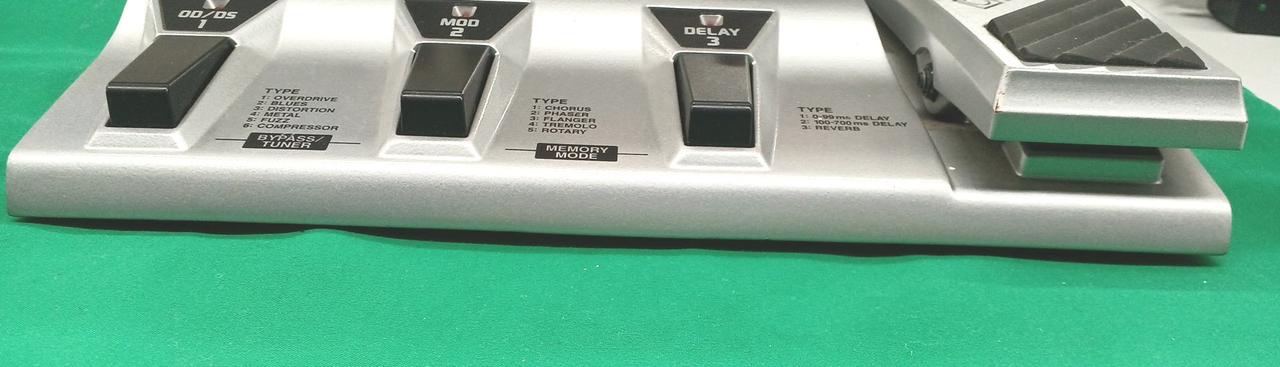 OD/DS
1
TYPE
1: OVERDRIVE
2: BLUES
3: DISTORTION
4: METAL
5: FUZZ
6: COMPRESSOR
BYPASS/
TUNER
MOD
2
TYPE
1: CHORUS
2: PHASER
3: FLANGER
4: TREMOLO
5: ROTARY
MEMORY
MODE
DELAY
3
TYPE
1: 0-99 ms DELAY
2: 100-700 ms DELAY
3: REVERB